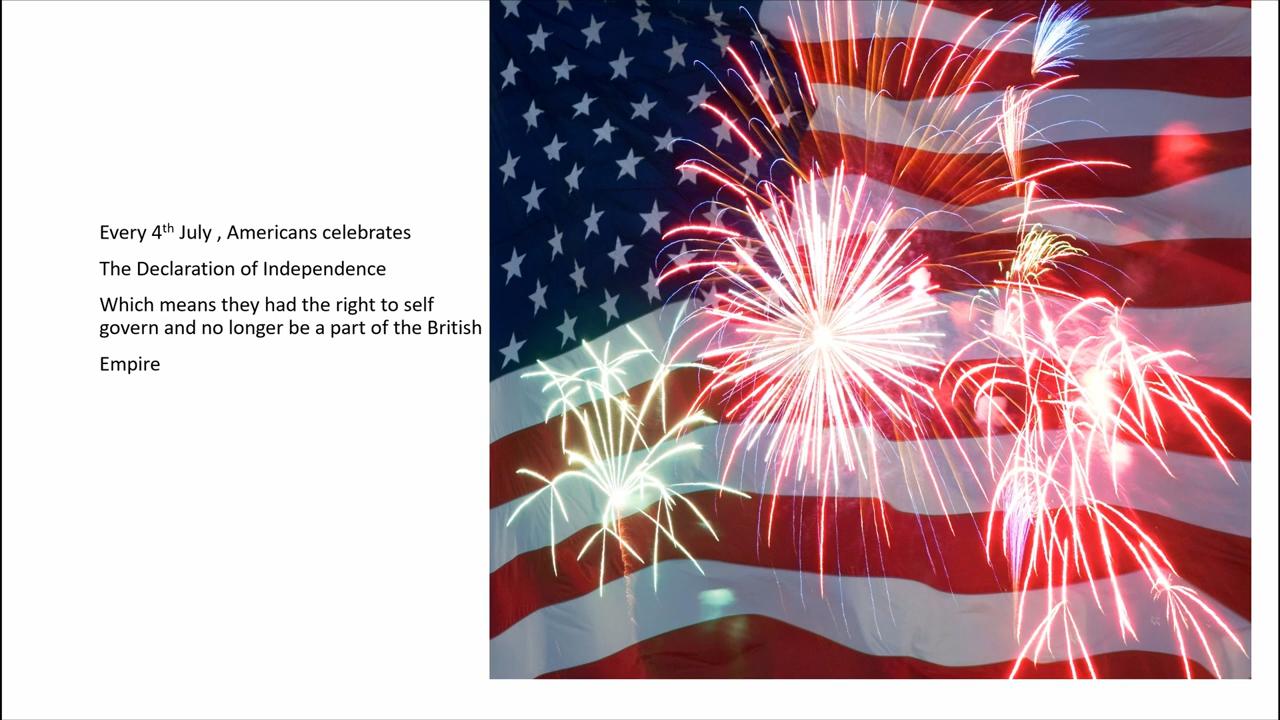 Every 4th July , Americans celebrates
The Declaration of Independence
Which means they had the right to self
govern and no longer be a part of the British
Empire